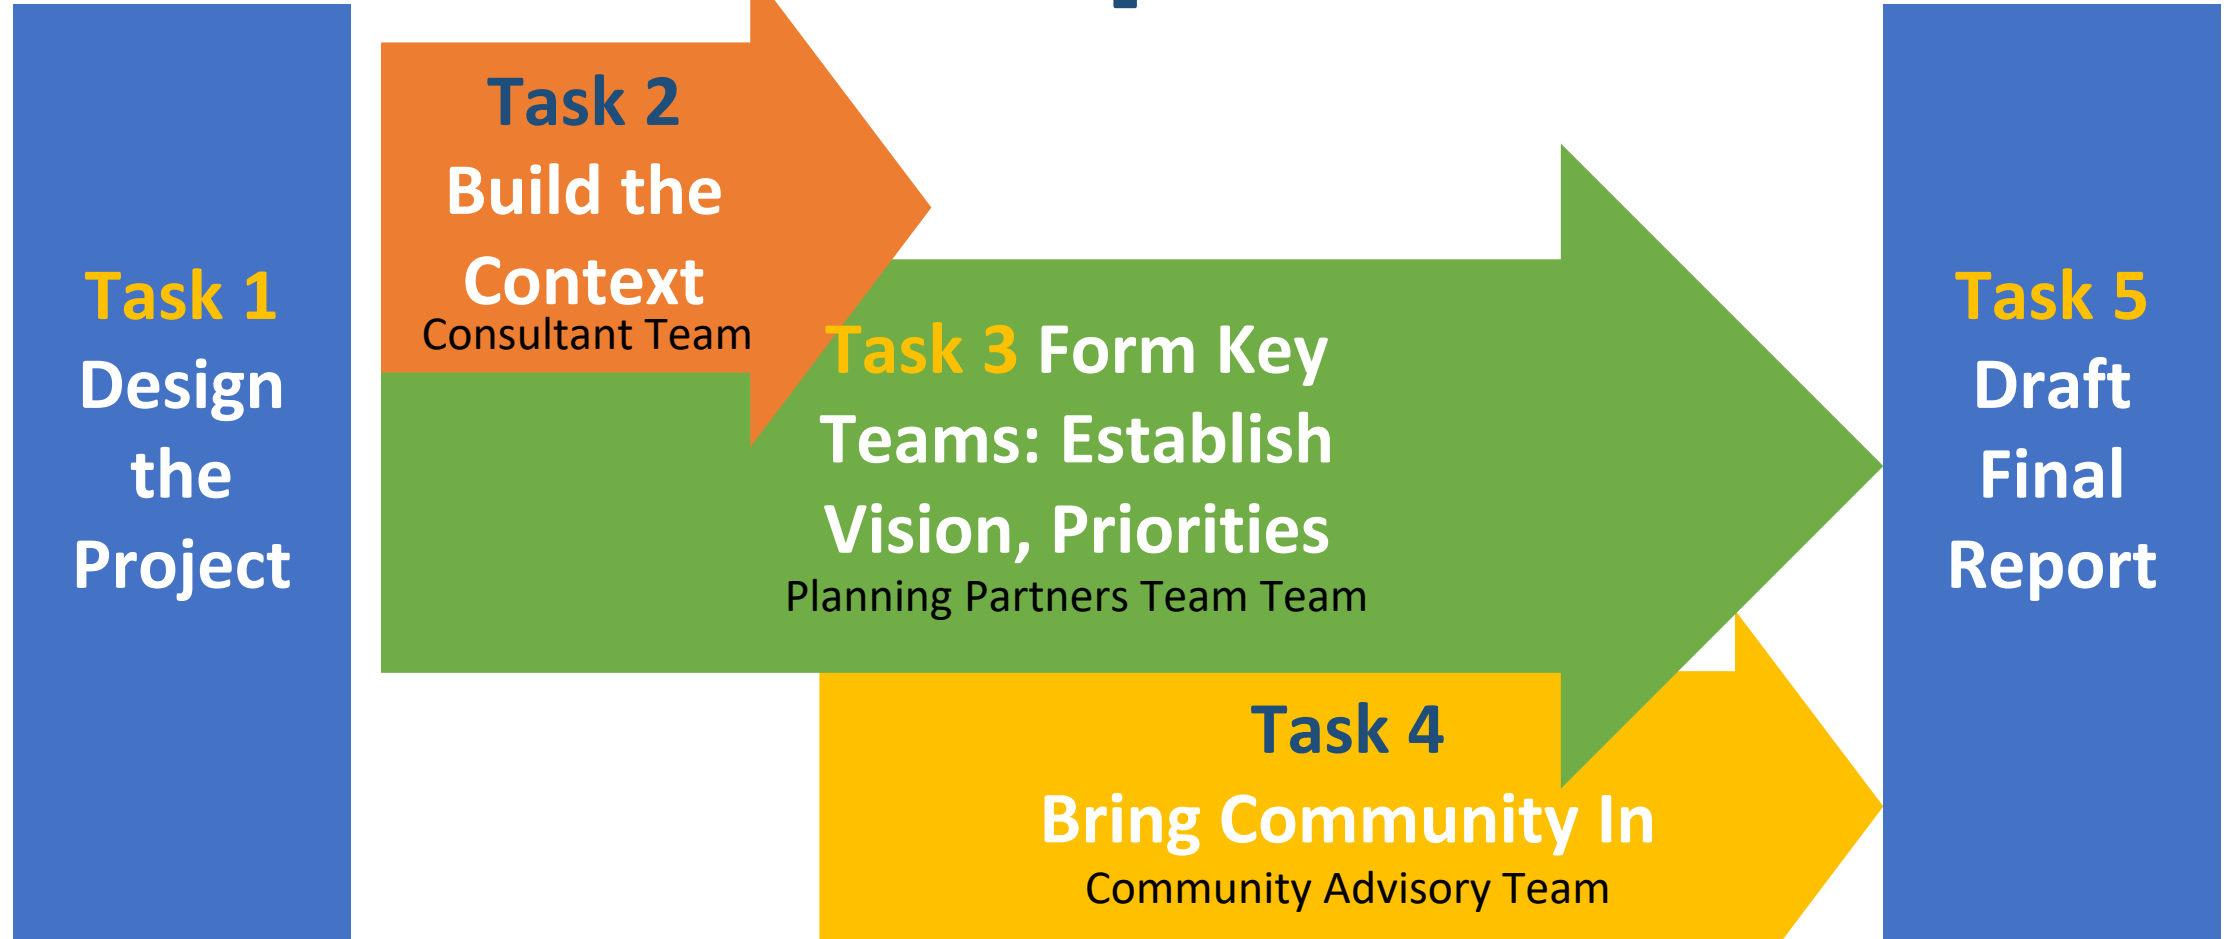 Task 1
Design
the
Project
Task 2
Build the
Context
Consultant Team
Task 3 Form Key
Teams: Establish
Vision, Priorities
Planning Partners Team Team
Task 4
Bring Community In
Community Advisory Team
Task 5
Draft
Final
Report